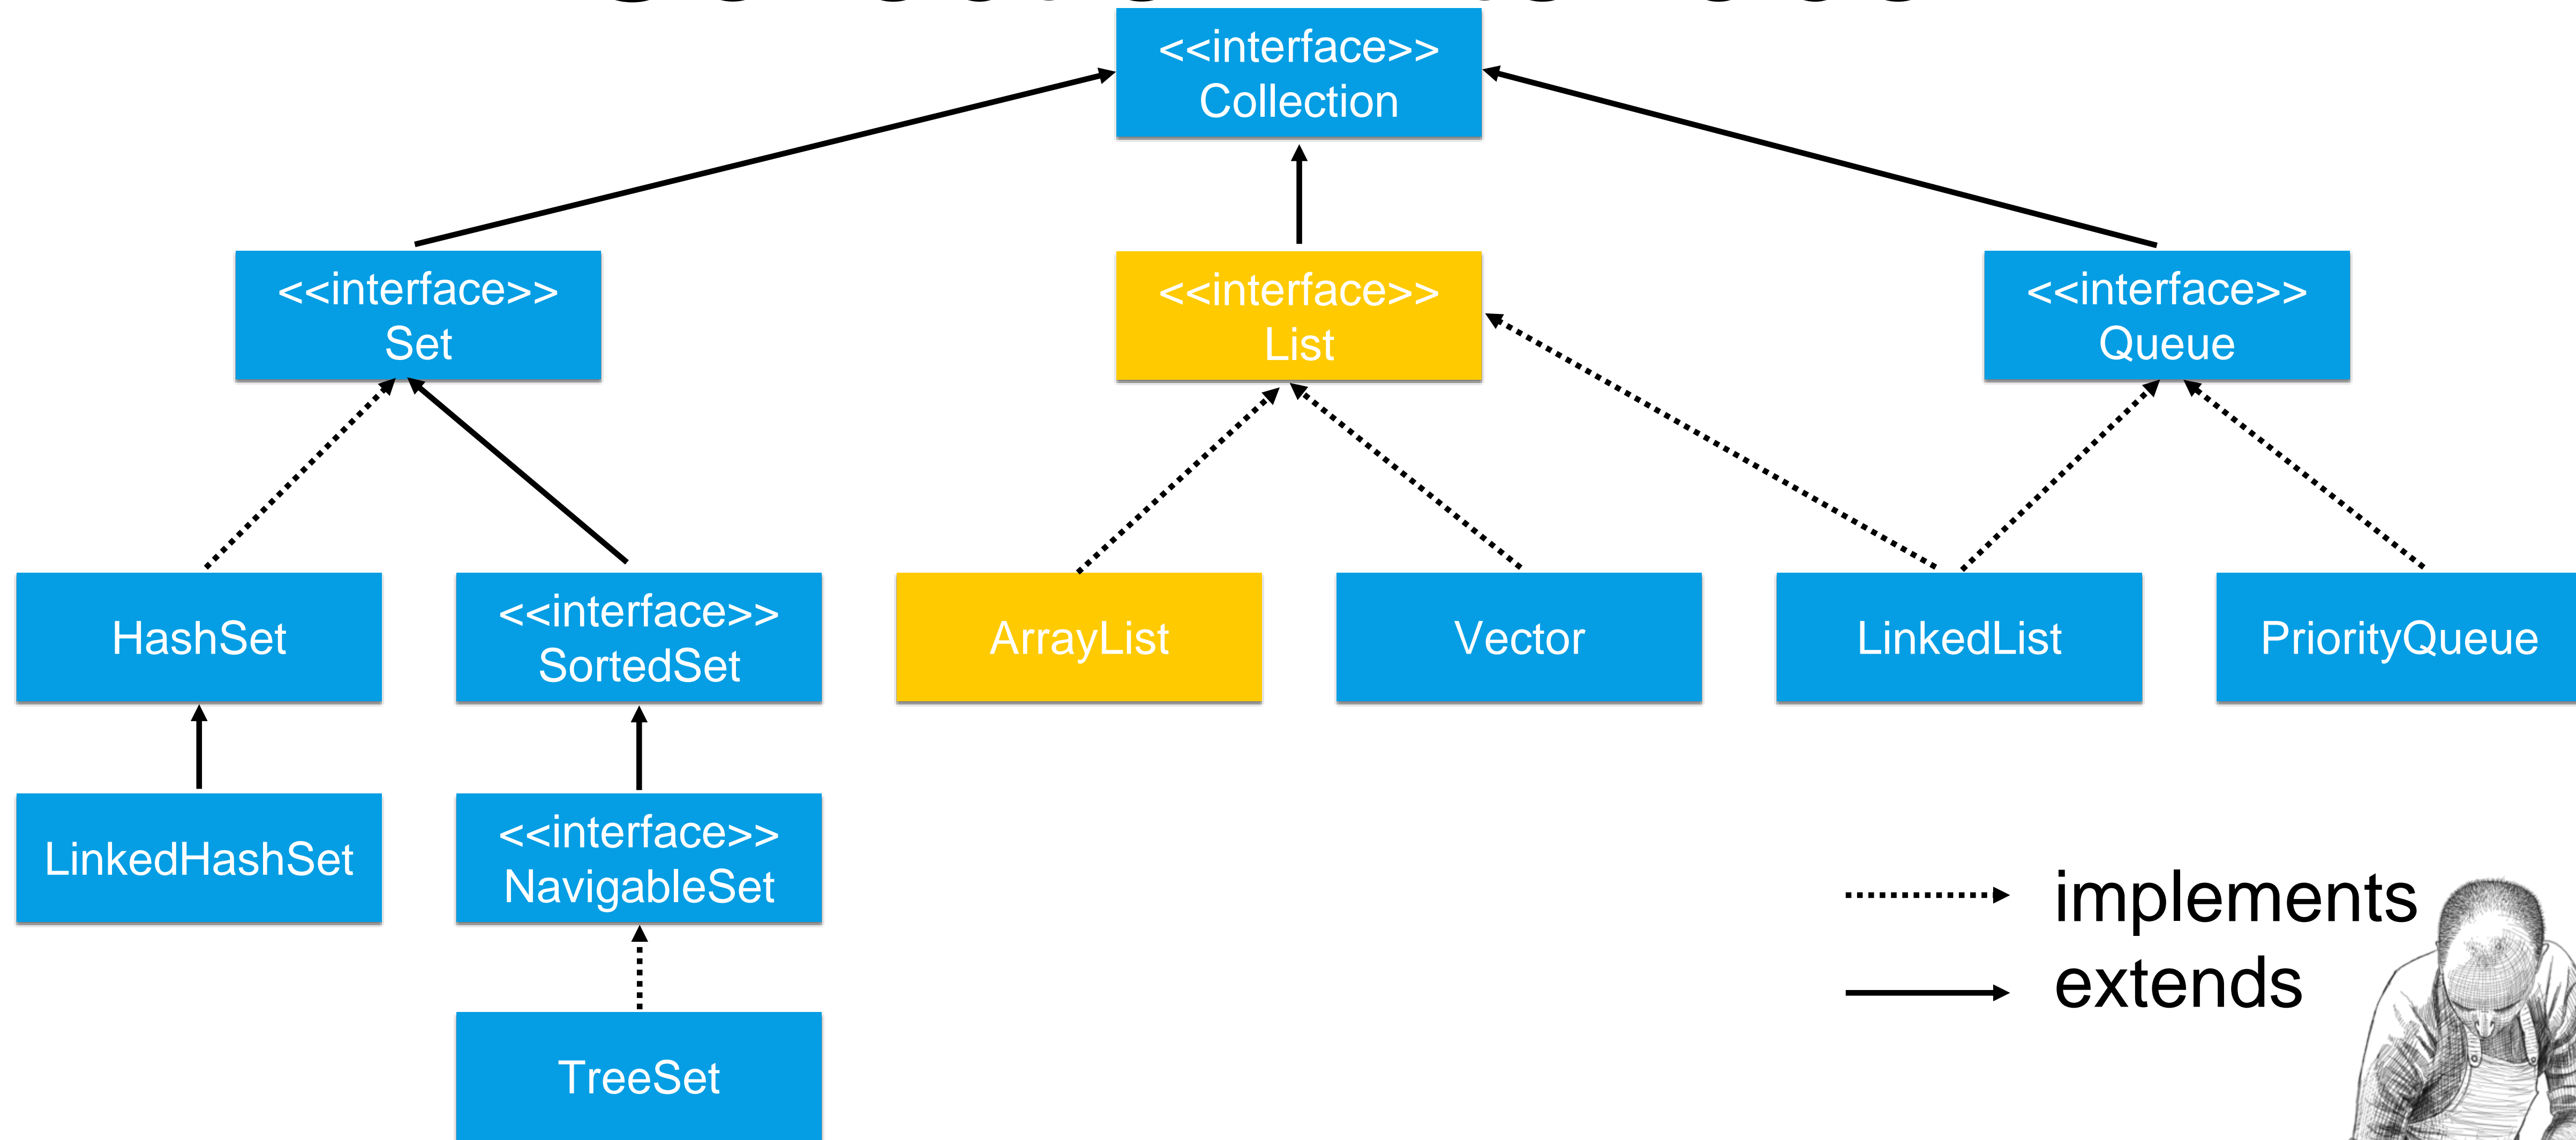 <<interface>>
Collection
<<interface>>
Set
<<interface>>
List
<<interface>>
Queue
HashSet
<<interface>>
SortedSet
ArrayList
Vector
LinkedList
PriorityQueue
LinkedHashSet
<<interface>>
NavigableSet
TreeSet
implements
extends